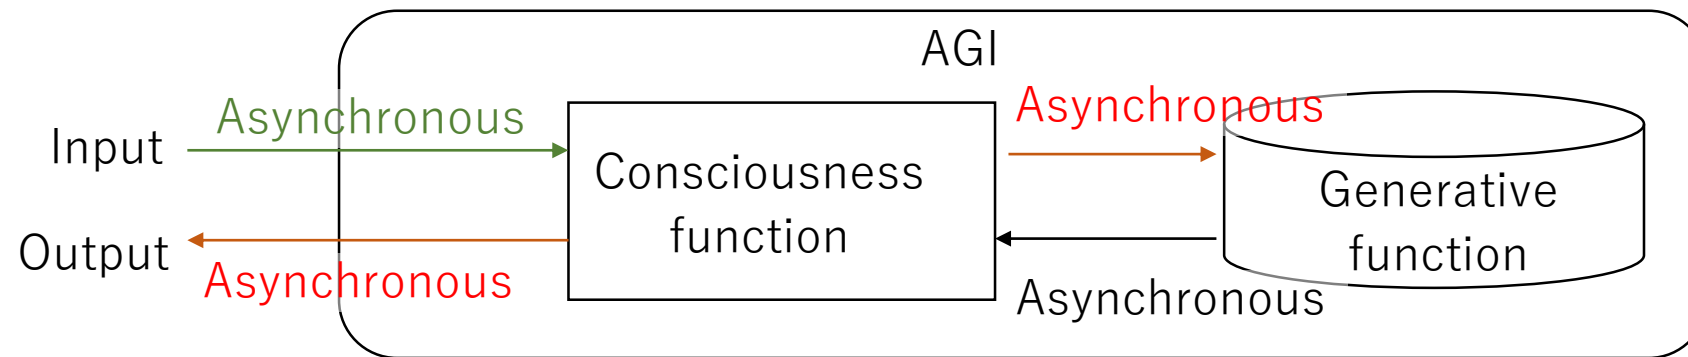 AGI
Asynchronous
Asynchronous
Input
Consciousness
function
Generative
function
Output
Asynchronous
Asynchronous